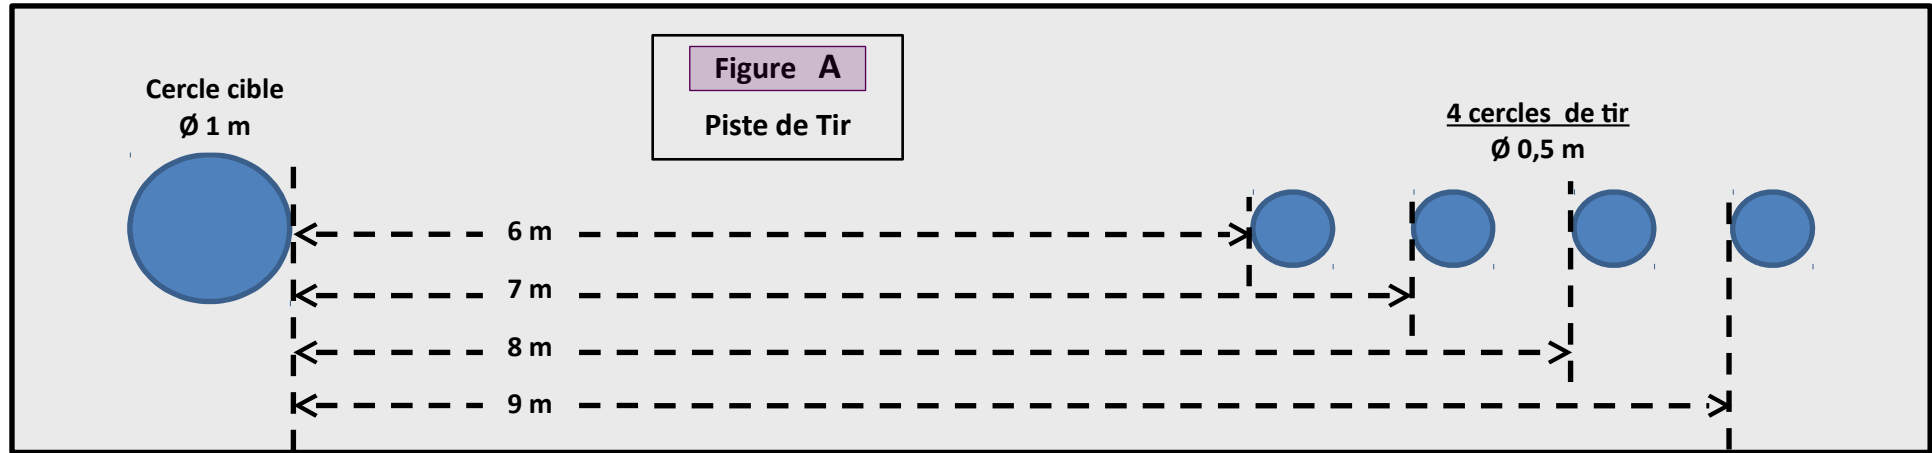 Figure A
Piste de Tir
Cercle cible
Ø 1 m
4 cercles de tir
Ø 0,5 m
6 m
7 m
8 m
9 m